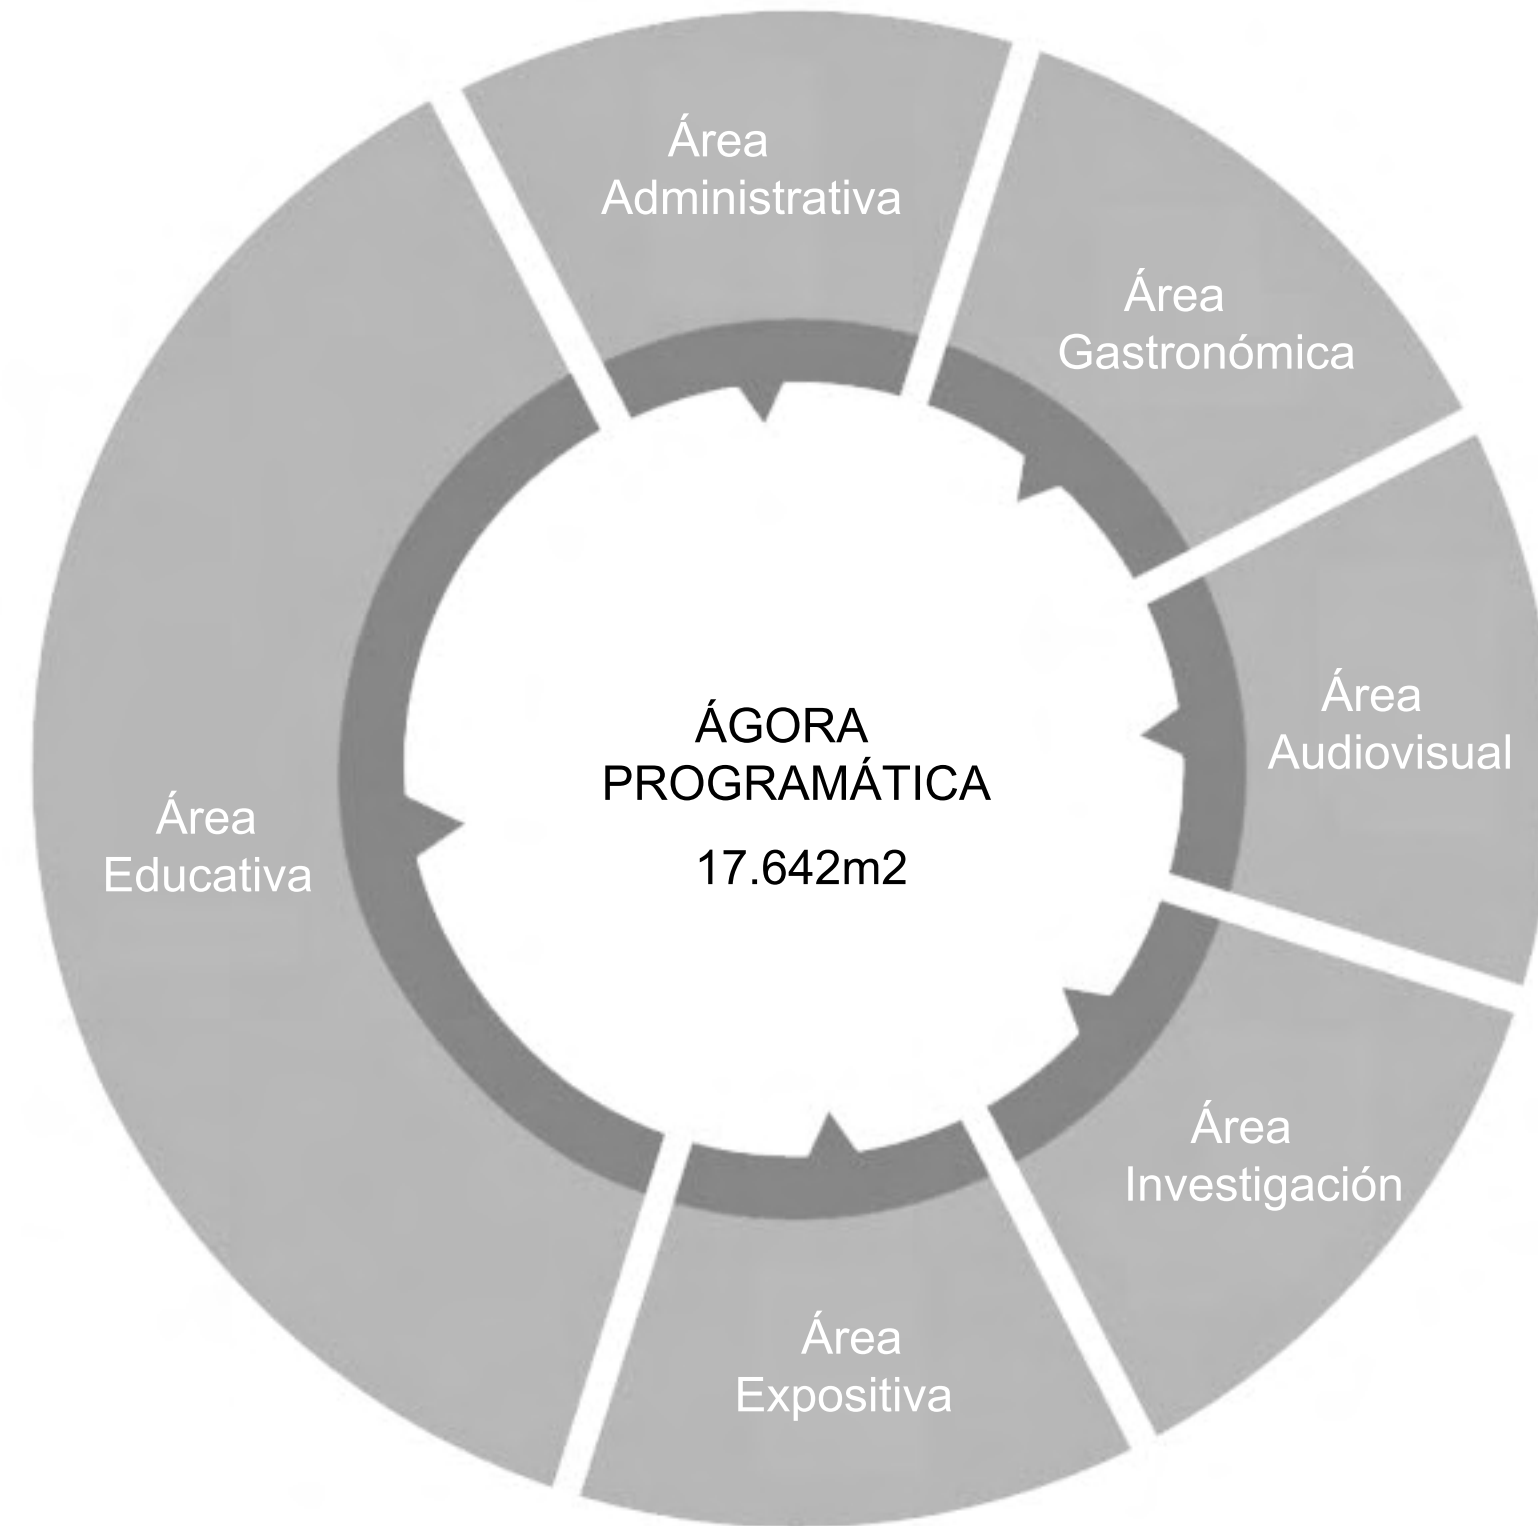 Área
Administrativa
Área
Gastronómica
Área
Audiovisual
ÁGORA
PROGRAMÁTICA
17.642m2
Área
Educativa
Área
Investigación
Área
Expositiva